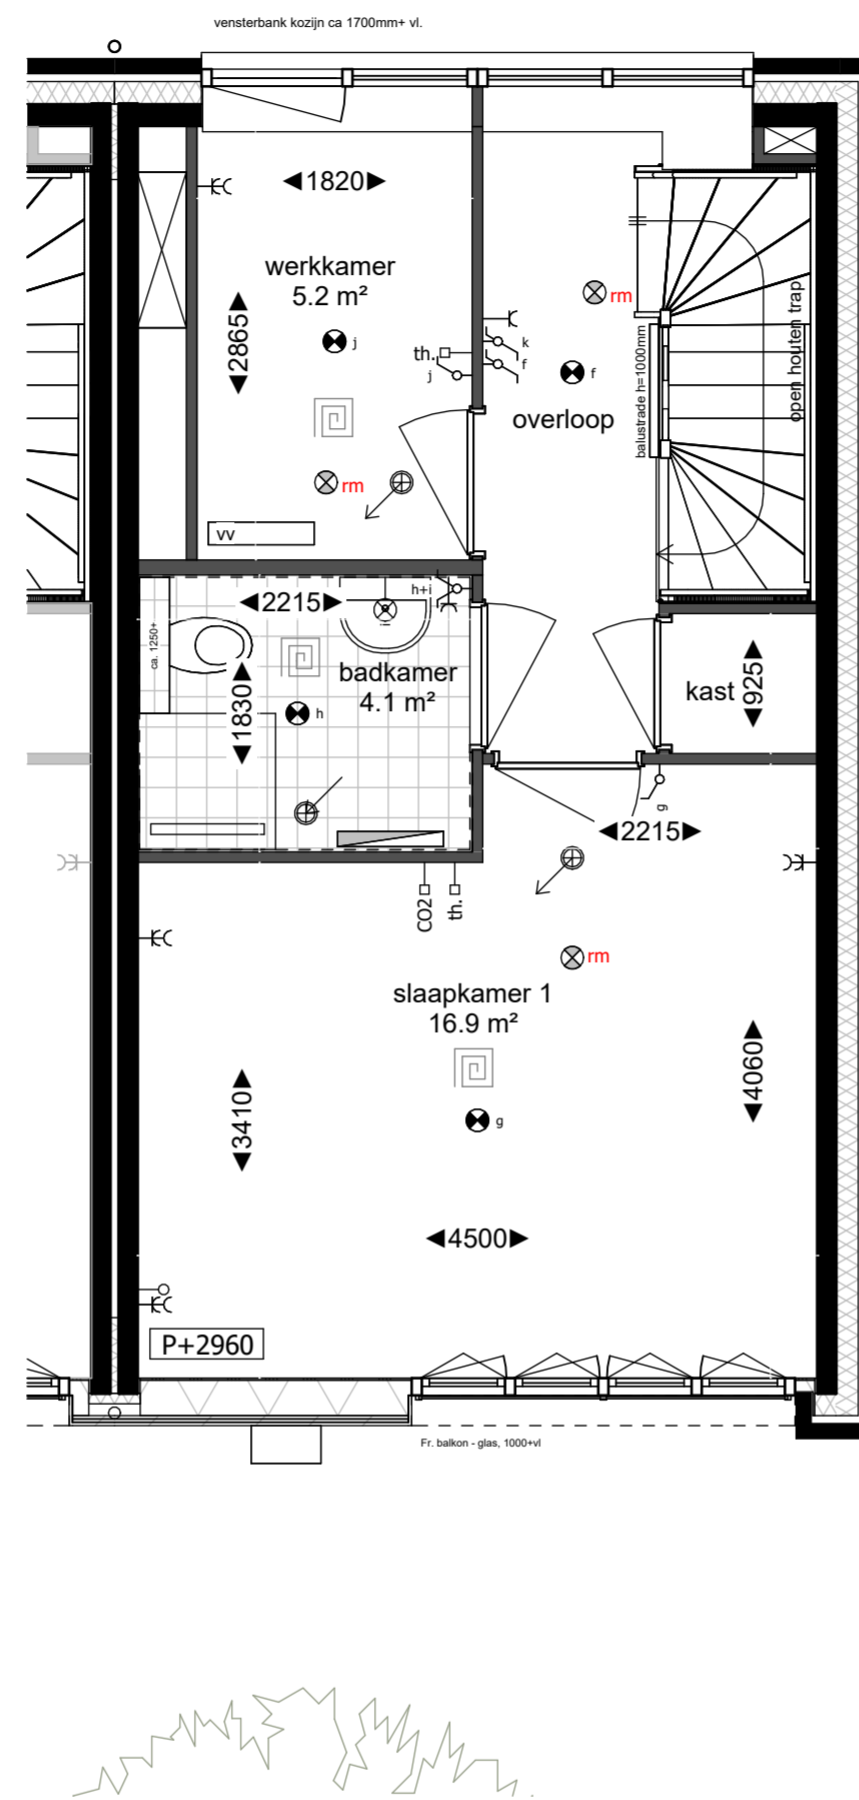 vensterbank kozijn ca 1700mm+ vl.
1820
werkkamer
5.2 m²
2865
rm
j
th.
j
k
f
f
overloop
balustrade h=1000mm
open houten trap
rm
vv
2215
h+i
ca. 1250+
badkamer
4.1 m²
1830
h
kast
925
g
2215
CO2
th.
rm
slaapkamer 1
16.9 m²
4060
3410
g
4500
P+2960
Fr. balkon - glas, 1000+vl